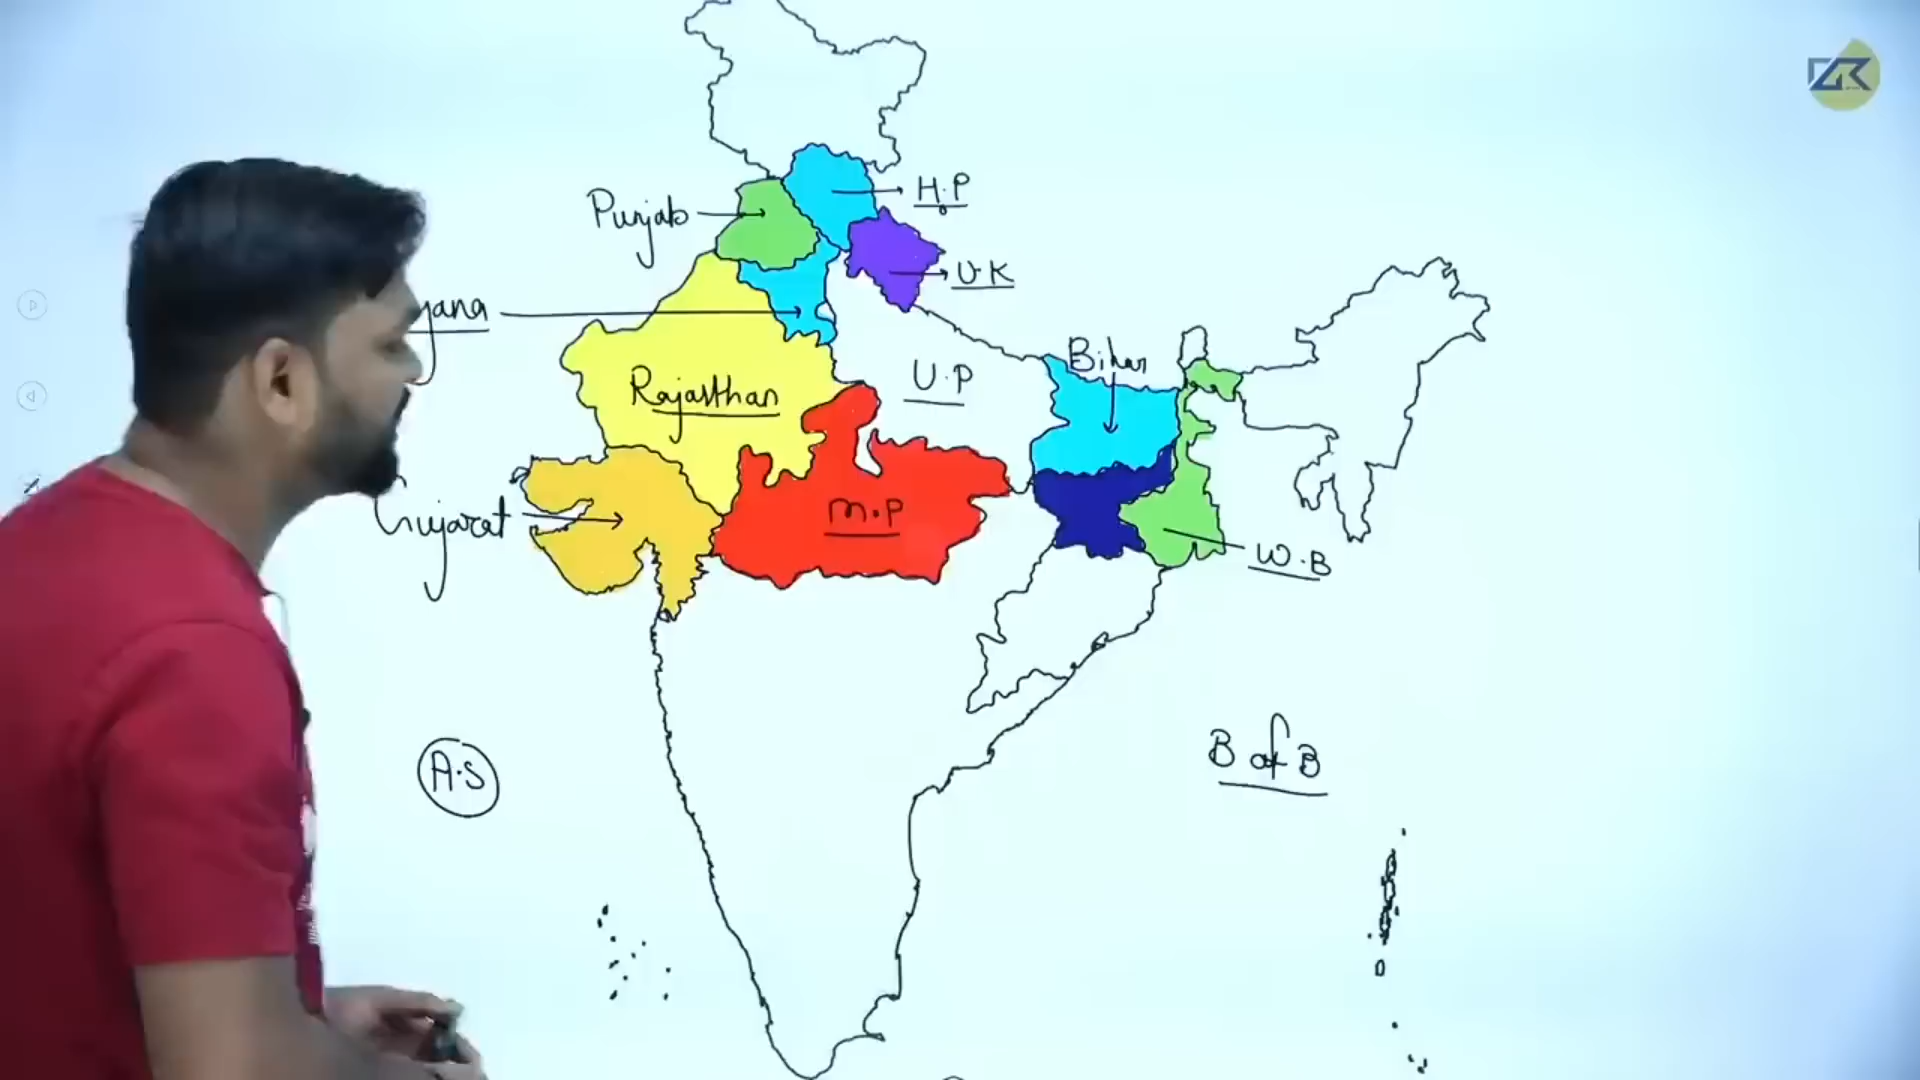 H.P
Punjab
U.K
yana
Bihar
U.P
Rajasthan
M.P
Gujarat
W.B
B of B
A.S